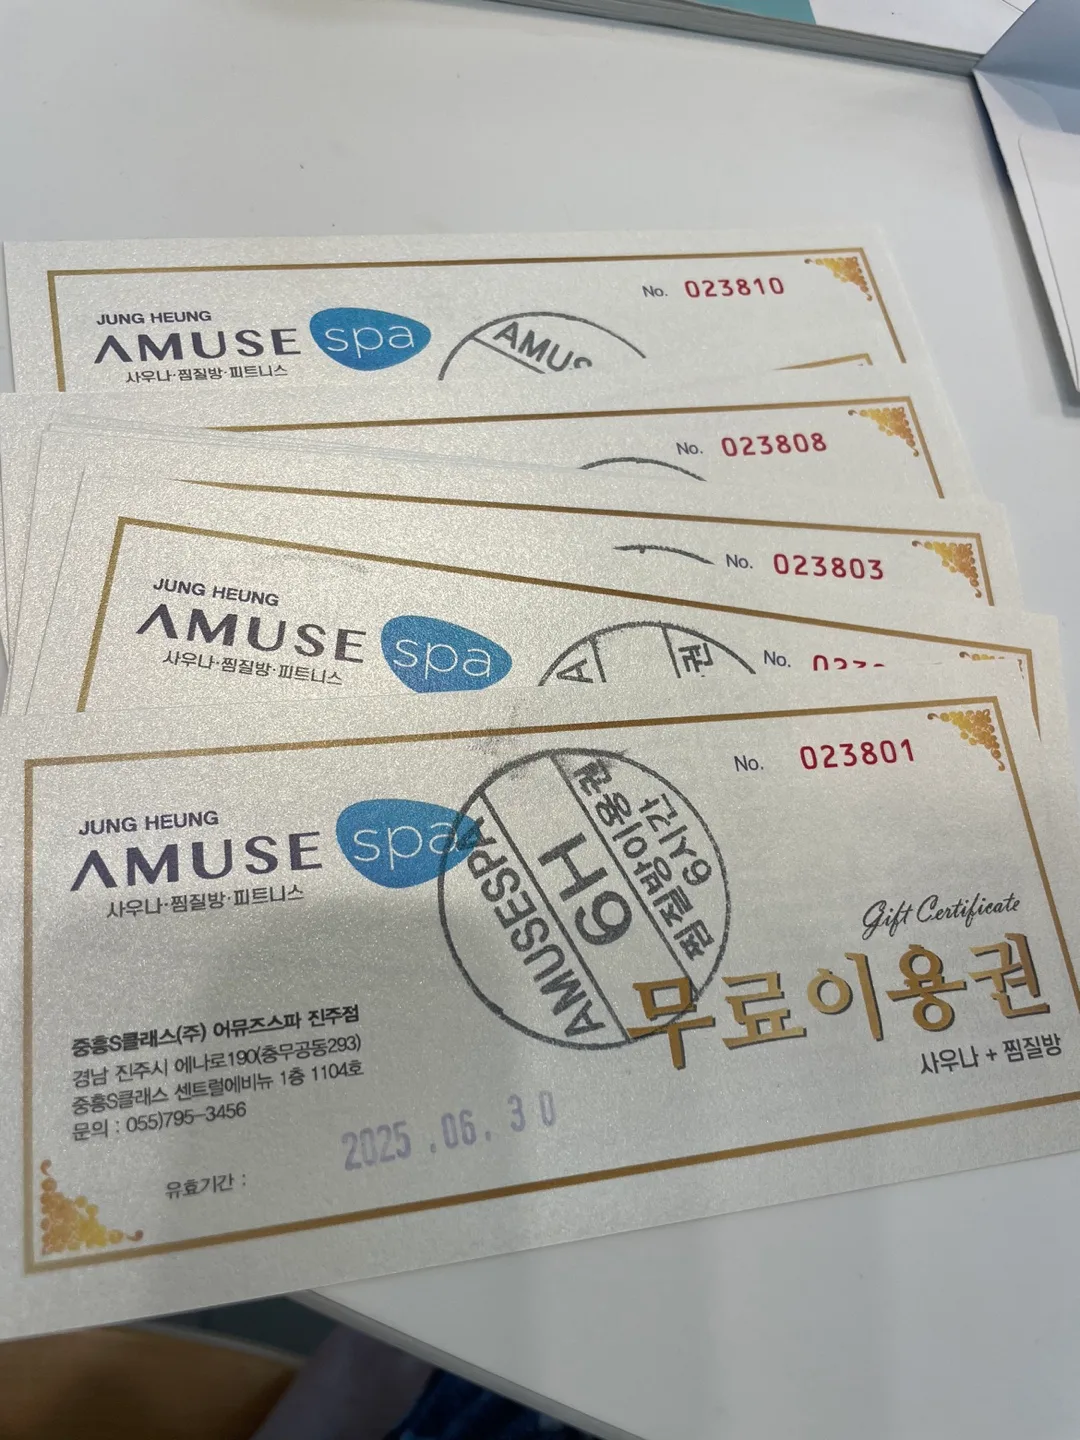 No. 023810
JUNG HEUNG
AMUSE spa
사우나·찜질방·피트니스
AMUS
No. 023808
No. 023803
JUNG HEUNG
AMUSE spa
사우나·찜질방·피트니스
A
권
No.
No. 023801
JUNG HEUNG
AMUSE spa
사우나·찜질방·피트니스
AMUSESPA
6H
무료이용권
6시간
Gift Certificate
무료이용권
사우나 + 찜질방
중흥S클래스(주) 어뮤즈스파 진주점
경남 진주시 에나로190(충무공동293)
중흥S클래스 센트럴에비뉴 1층 1104호
문의 : 055)795-3456
유효기간 : 2025.06.30